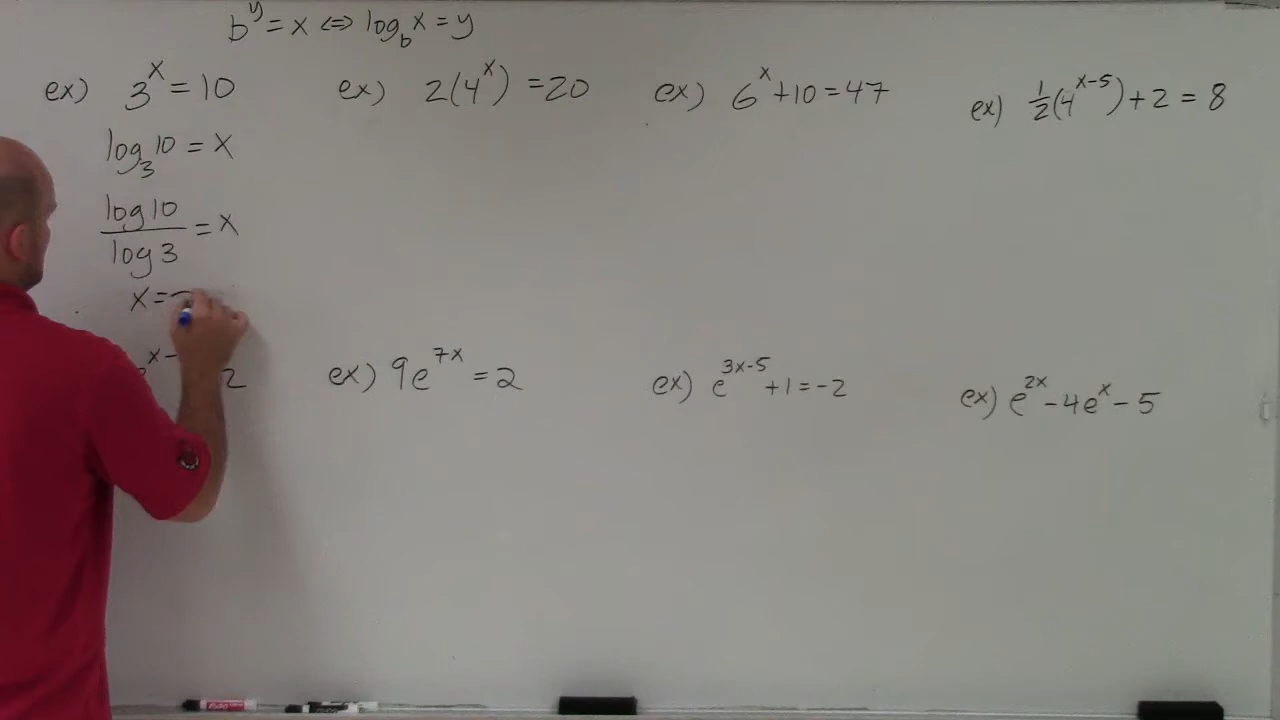 b^y = x ⇔ log_b x = y
ex) 3^x = 10
log_3 10 = x
log 10 / log 3 = x
x =
x- 2
ex) 2(4^x) = 20
ex) 6^x + 10 = 47
ex) 1/2(4^(x-5)) + 2 = 8
ex) 9e^(7x) = 2
ex) e^(3x-5) + 1 = -2
ex) e^(2x) - 4e^x - 5